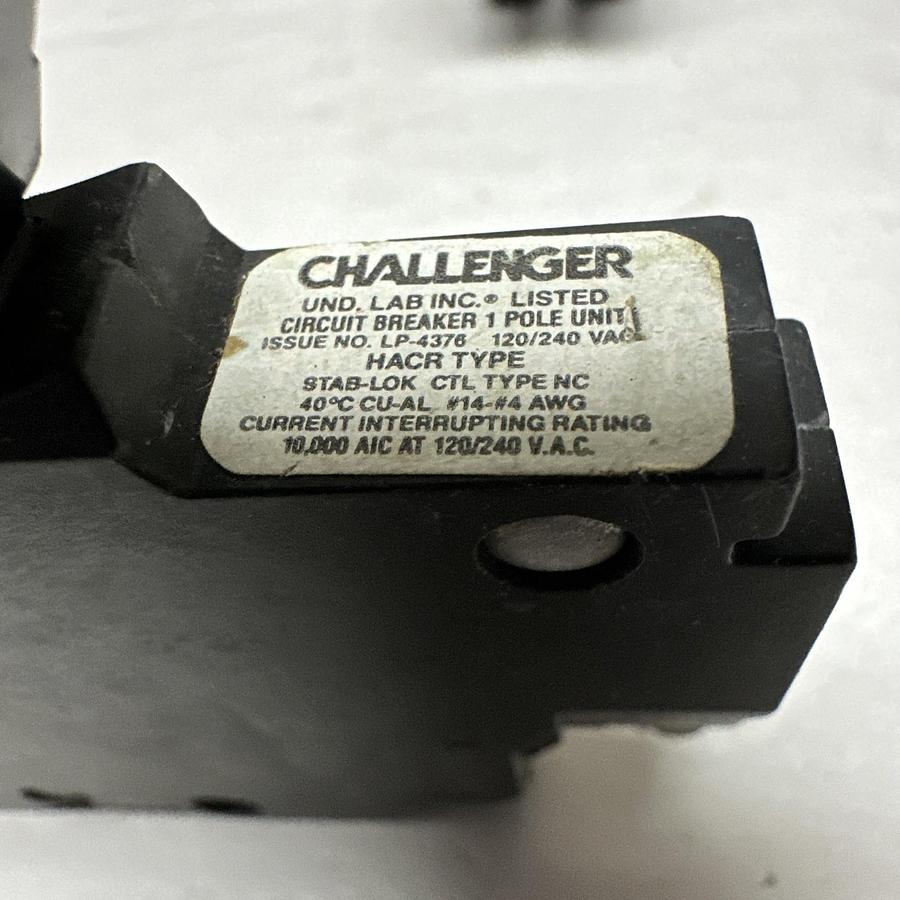 CHALLENGER
UND. LAB INC.® LISTED
CIRCUIT BREAKER 1 POLE UNIT
ISSUE NO. LP-4376 120/240 VAC
HACR TYPE
STAB-LOK CTL TYPE NC
40°C CU-AL #14-#4 AWG
CURRENT INTERRUPTING RATING
10,000 AIC AT 120/240 V.A.C.